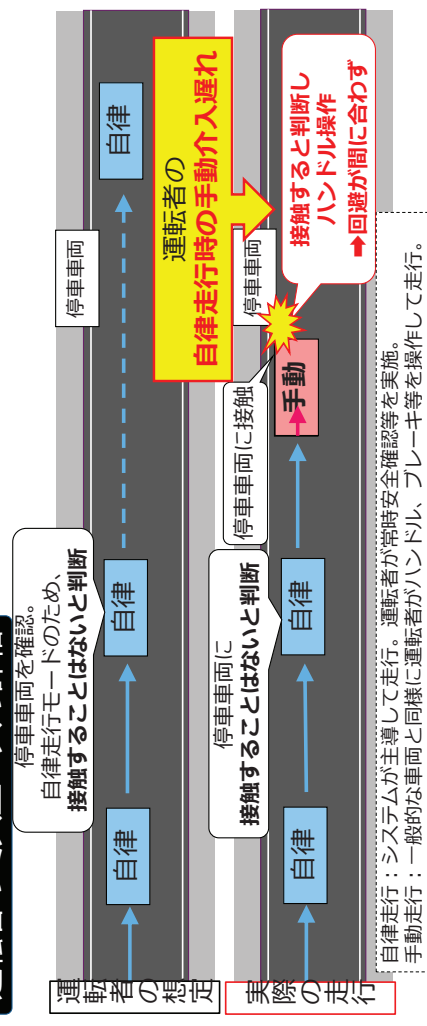 運転者の想定
停車車両を確認。
自律走行モードのため、
接触することはないと判断
自律
自律
停車車両
自律
運転者の
自律走行時の手動介入遅れ
実際の走行
停車車両に
接触することはないと判断
自律
自律
停車車両に接触
手動
停車車両
接触すると判断し
ハンドル操作
➡回避が間に合わず
自律走行：システムが主導して走行。運転者が常時安全確認等を実施。
手動走行：一般的な車両と同様に運転者がハンドル、ブレーキ等を操作して走行。